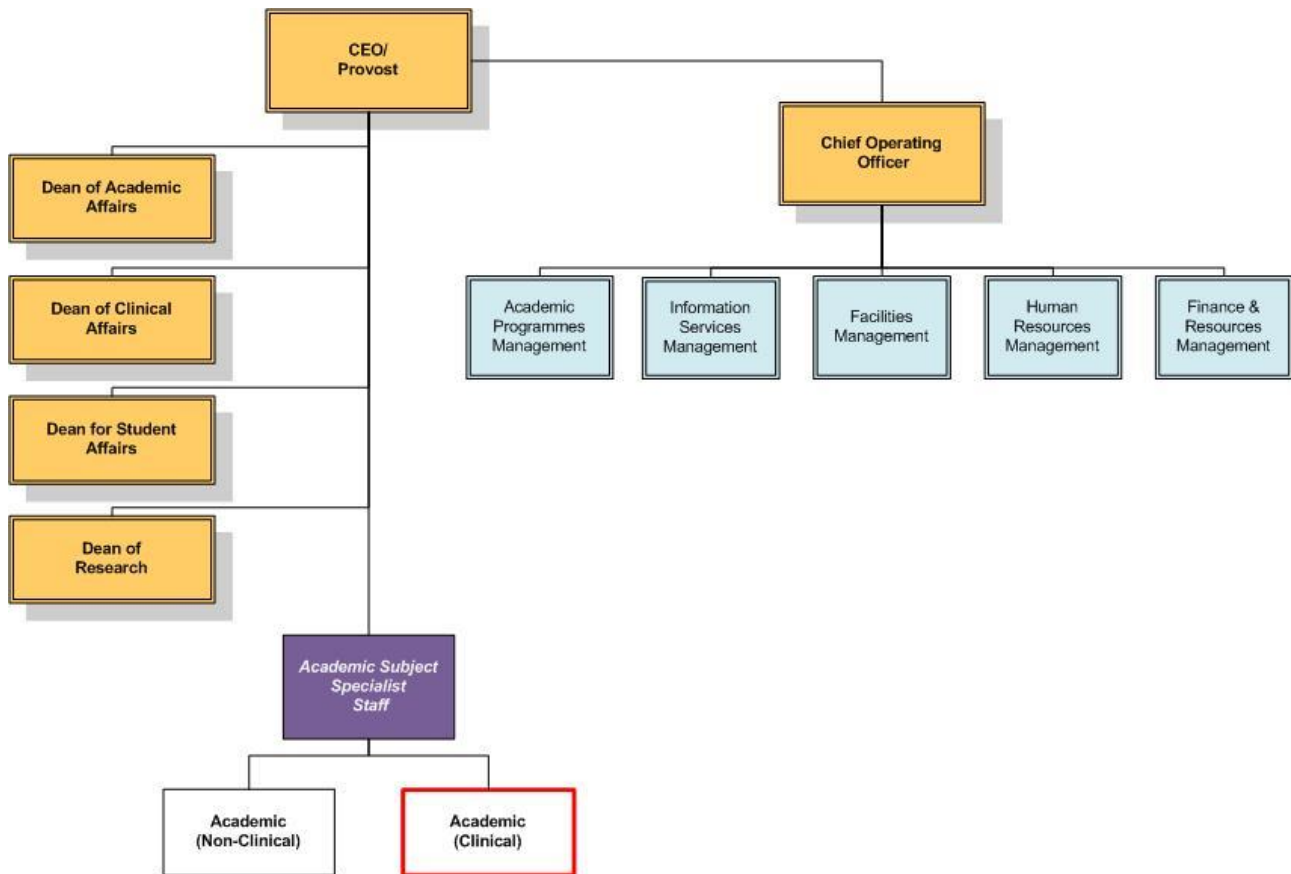 CEO/
Provost
Chief Operating
Officer
Dean of Academic
Affairs
Dean of Clinical
Affairs
Dean for Student
Affairs
Dean of
Research
Academic
Programmes
Management
Information
Services
Management
Facilities
Management
Human
Resources
Management
Finance &
Resources
Management
Academic Subject
Specialist
Staff
Academic
(Non-Clinical)
Academic
(Clinical)